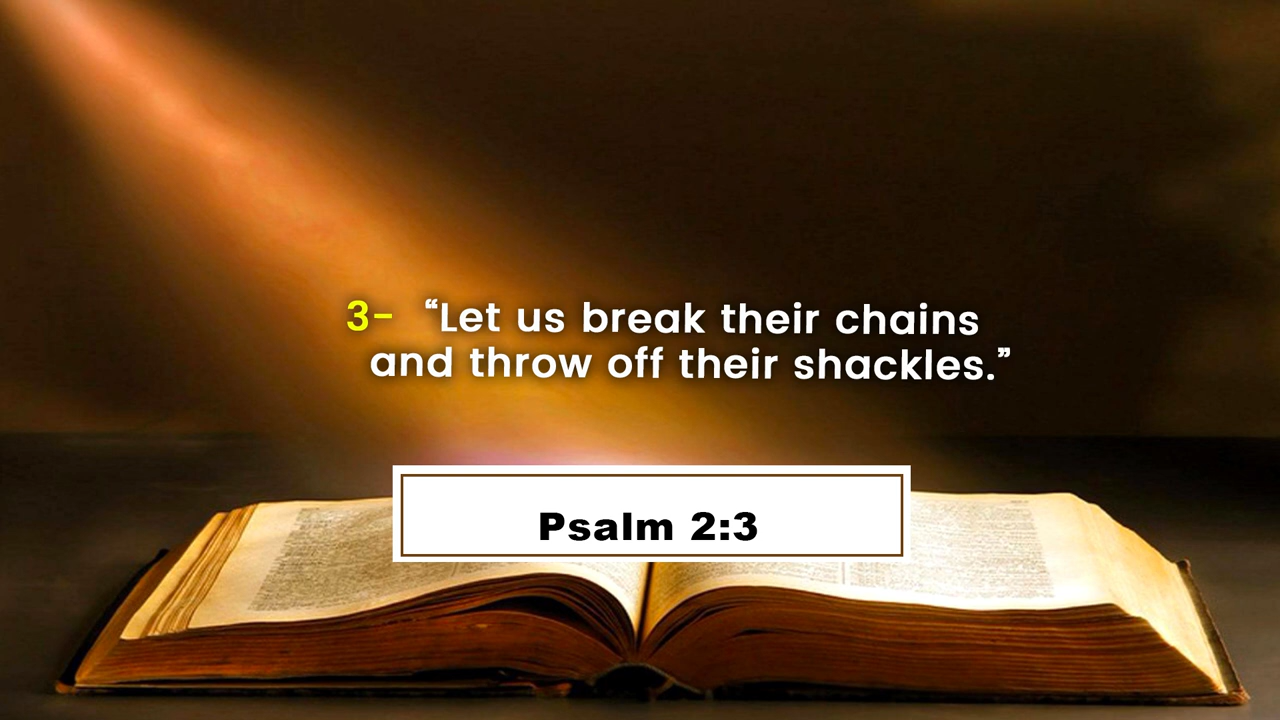 3- “Let us break their chains
and throw off their shackles.”
Psalm 2:3